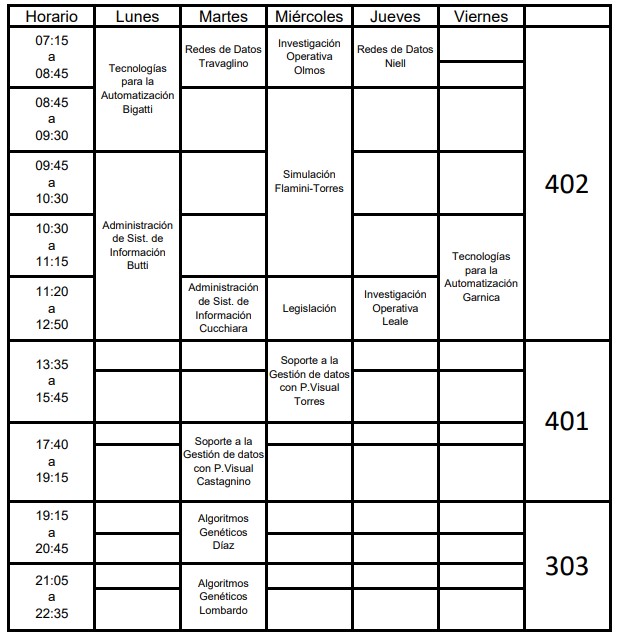 Horario Lunes Martes Miércoles Jueves Viernes
07:15
a
08:45
Tecnologías
para la
Automatización
Bigatti
Redes de Datos
Travaglino
Investigación
Operativa
Olmos
Redes de Datos
Niell
402
08:45
a
09:30
Simulación
Flamini-Torres
09:45
a
10:30
Administración
de Sist. de
Información
Butti
10:30
a
11:15
Tecnologías
para la
Automatización
Garnica
11:20
a
12:50
Administración
de Sist. de
Información
Cucchiara
Legislación
Investigación
Operativa
Leale
13:35
a
15:45
Soporte a la
Gestión de datos
con P.Visual
Torres
401
17:40
a
19:15
Soporte a la
Gestión de datos
con P.Visual
Castagnino
19:15
a
20:45
Algoritmos
Genéticos
Díaz
303
21:05
a
22:35
Algoritmos
Genéticos
Lombardo